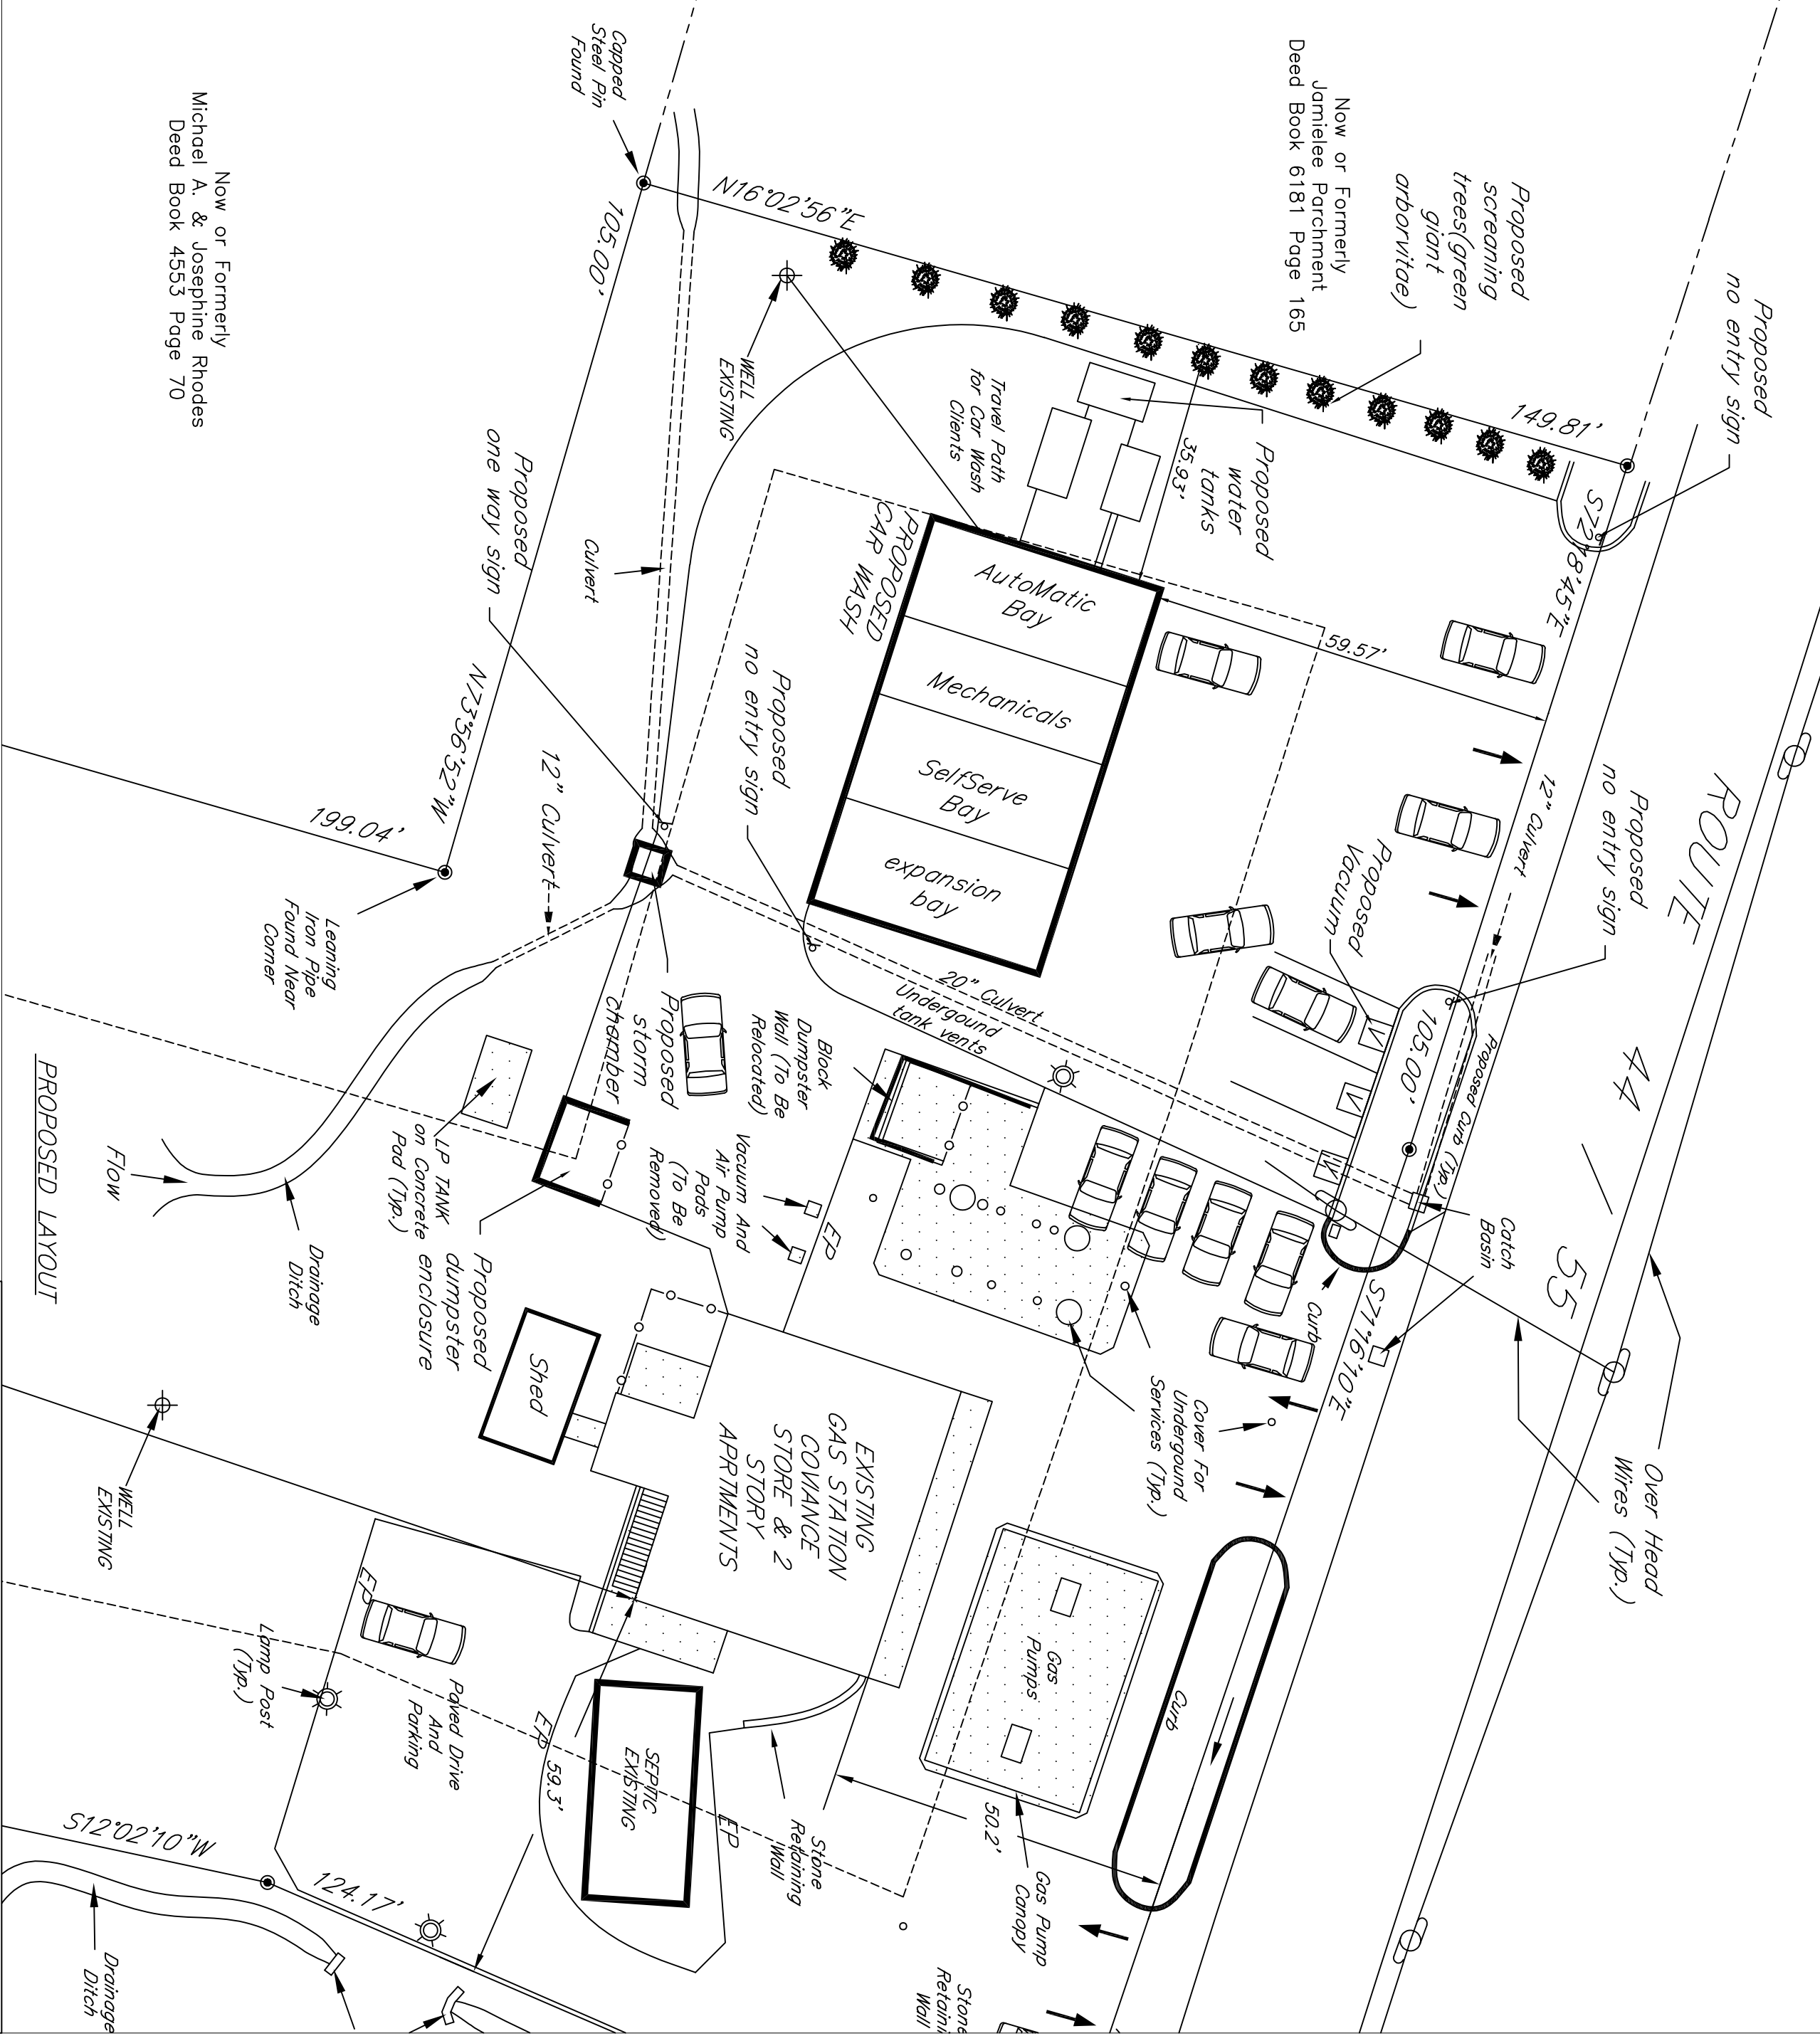 Proposed
no entry sign
Proposed
screaning
trees(green
giant
arborvitae)
Now or Formerly
Jamielee Parchment
Deed Book 6181 Page 165
Capped
Steel Pin
Found
N16°02'56"E
149.81'
105.00'
Now or Formerly
Michael A. & Josephine Rhodes
Deed Book 4553 Page 70
WELL
EXISTING
Travel Path
for Car Wash
Clients
Proposed
water
tanks
35.93'
59.57'
PROPOSED
CAR WASH
AutoMatic
Bay
Mechanicals
SelfServe
Bay
expansion
bay
Proposed
one way sign
Culvert
N73°56'52"W
12" Culvert
199.04'
Proposed
no entry sign
Leaning
Iron Pipe
Found Near
Corner
12" Culvert
Proposed
no entry sign
Proposed
Vacuum
V
V
V
105.00'
Proposed Curb (Typ.)
ROUTE
44
55
20" Culvert
Undergound
tank vents
Block
Dumpster
Wall (To Be
Relocated)
Proposed
storm
chamber
Vacuum And
Air Pump
Pads
(To Be
Removed)
EP
LP TANK
on Concrete
Pad (Typ.)
Proposed
dumpster
enclosure
Drainage
Ditch
Flow
PROPOSED LAYOUT
Shed
Catch
Basin
Curb
S71°16'10"E
Cover For
Undergound
Services (Typ.)
Over Head
Wires (Typ.)
EXISTING
GAS STATION
COVIANCE
STORE & 2
STORY
APRTMENTS
Gas
Pumps
Curb
Gas Pump
Canopy
50.2'
Stone
Retaining
Wall
SEPTIC
EXISTING
EP
EP
59.3'
EP
Paved Drive
And
Parking
Lamp Post
(Typ.)
WELL
EXISTING
S12°02'10"W
124.17'
Drainage
Ditch
Stone
Wall